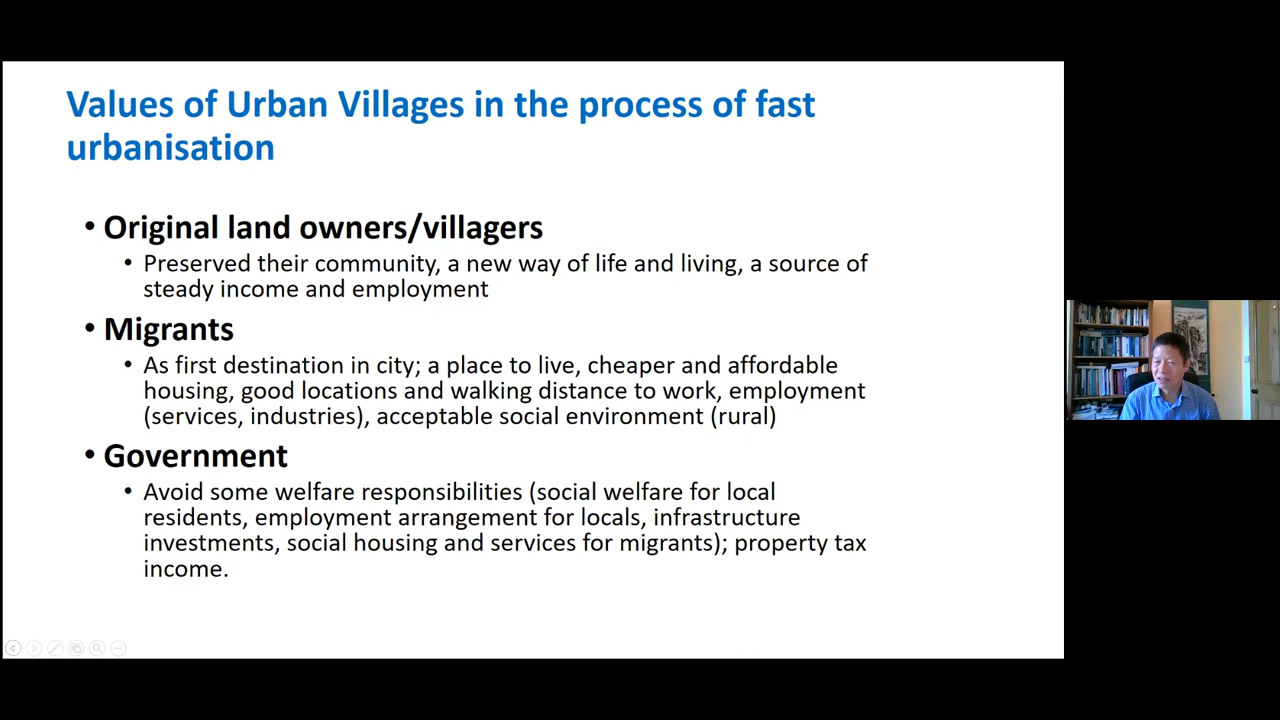 Values of Urban Villages in the process of fast
urbanisation
• Original land owners/villagers
• Preserved their community, a new way of life and living, a source of
steady income and employment
• Migrants
• As first destination in city; a place to live, cheaper and affordable
housing, good locations and walking distance to work, employment
(services, industries), acceptable social environment (rural)
• Government
• Avoid some welfare responsibilities (social welfare for local
residents, employment arrangement for locals, infrastructure
investments, social housing and services for migrants); property tax
income.